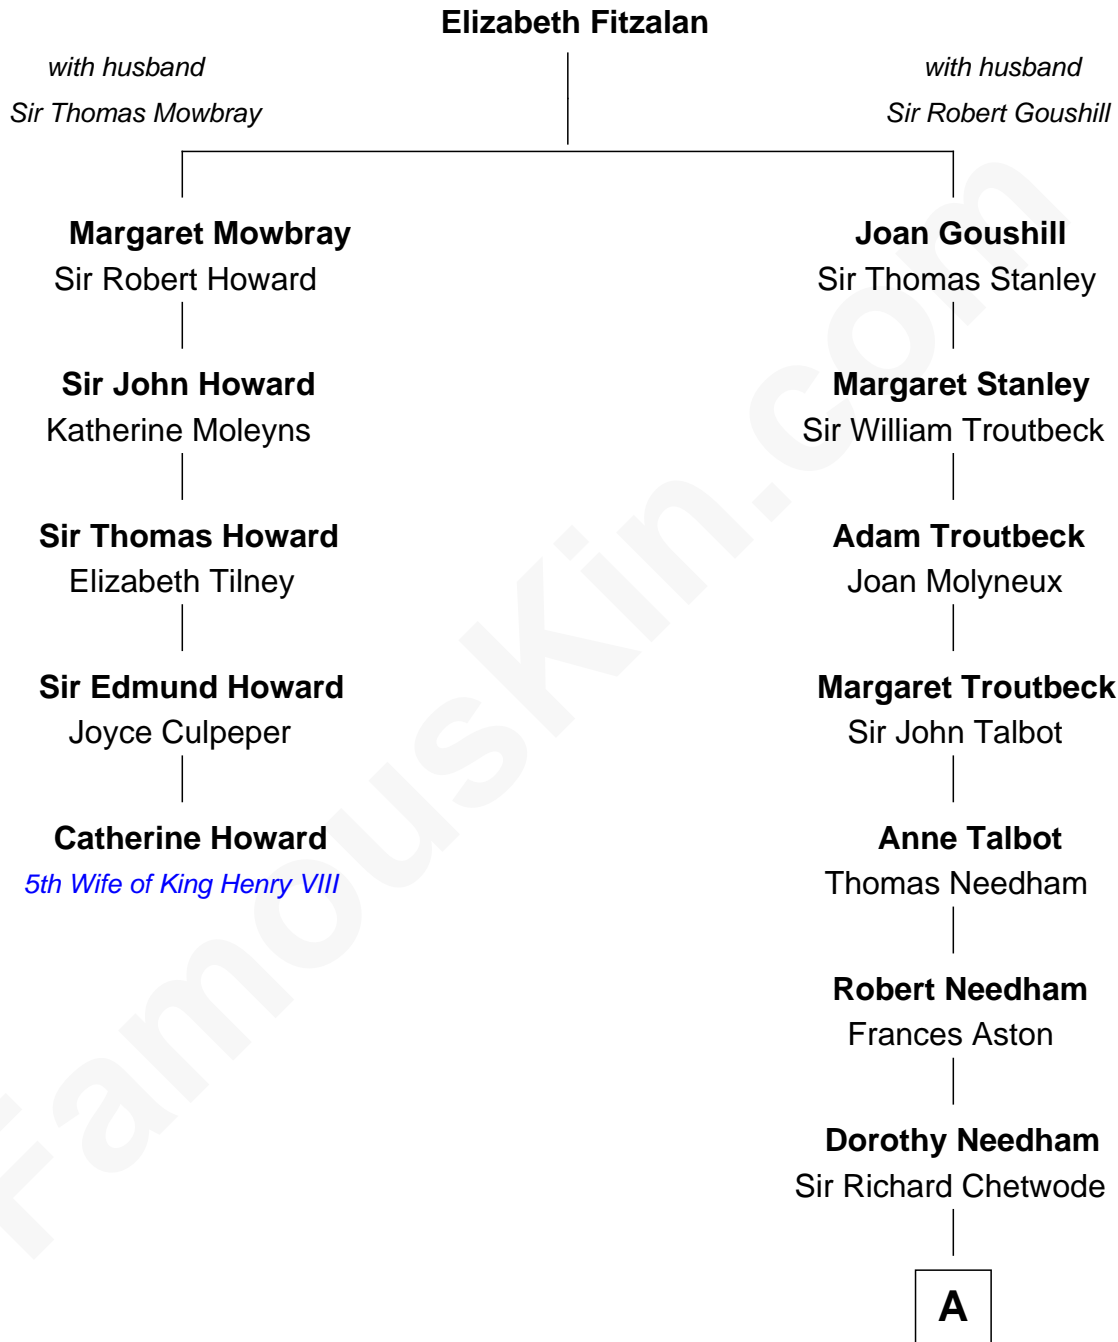 Elizabeth Fitzalan
with husband
Sir Thomas Mowbray
with husband
Sir Robert Goushill
Margaret Mowbray
Sir Robert Howard
Joan Goushill
Sir Thomas Stanley
Sir John Howard
Katherine Moleyns
Margaret Stanley
Sir William Troutbeck
Sir Thomas Howard
Elizabeth Tilney
Adam Troutbeck
Joan Molyneux
Sir Edmund Howard
Joyce Culpeper
Margaret Troutbeck
Sir John Talbot
Catherine Howard
5th Wife of King Henry VIII
Anne Talbot
Thomas Needham
Robert Needham
Frances Aston
Dorothy Needham
Sir Richard Chetwode
A
FamousKin.com